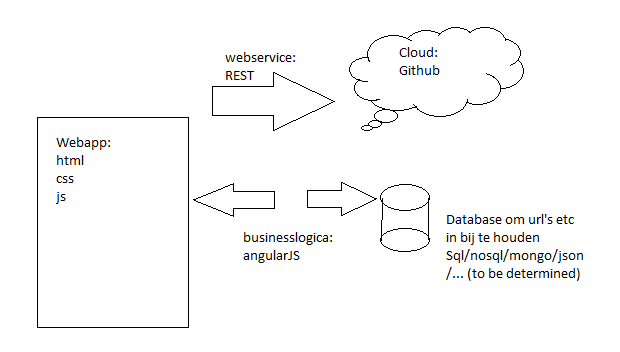 webservice:
REST
Cloud:
Github
Webapp:
html
css
js
businesslogica:
angularJS
Database om url's etc
in bij te houden
Sql/nosql/mongo/json
/... (to be determined)